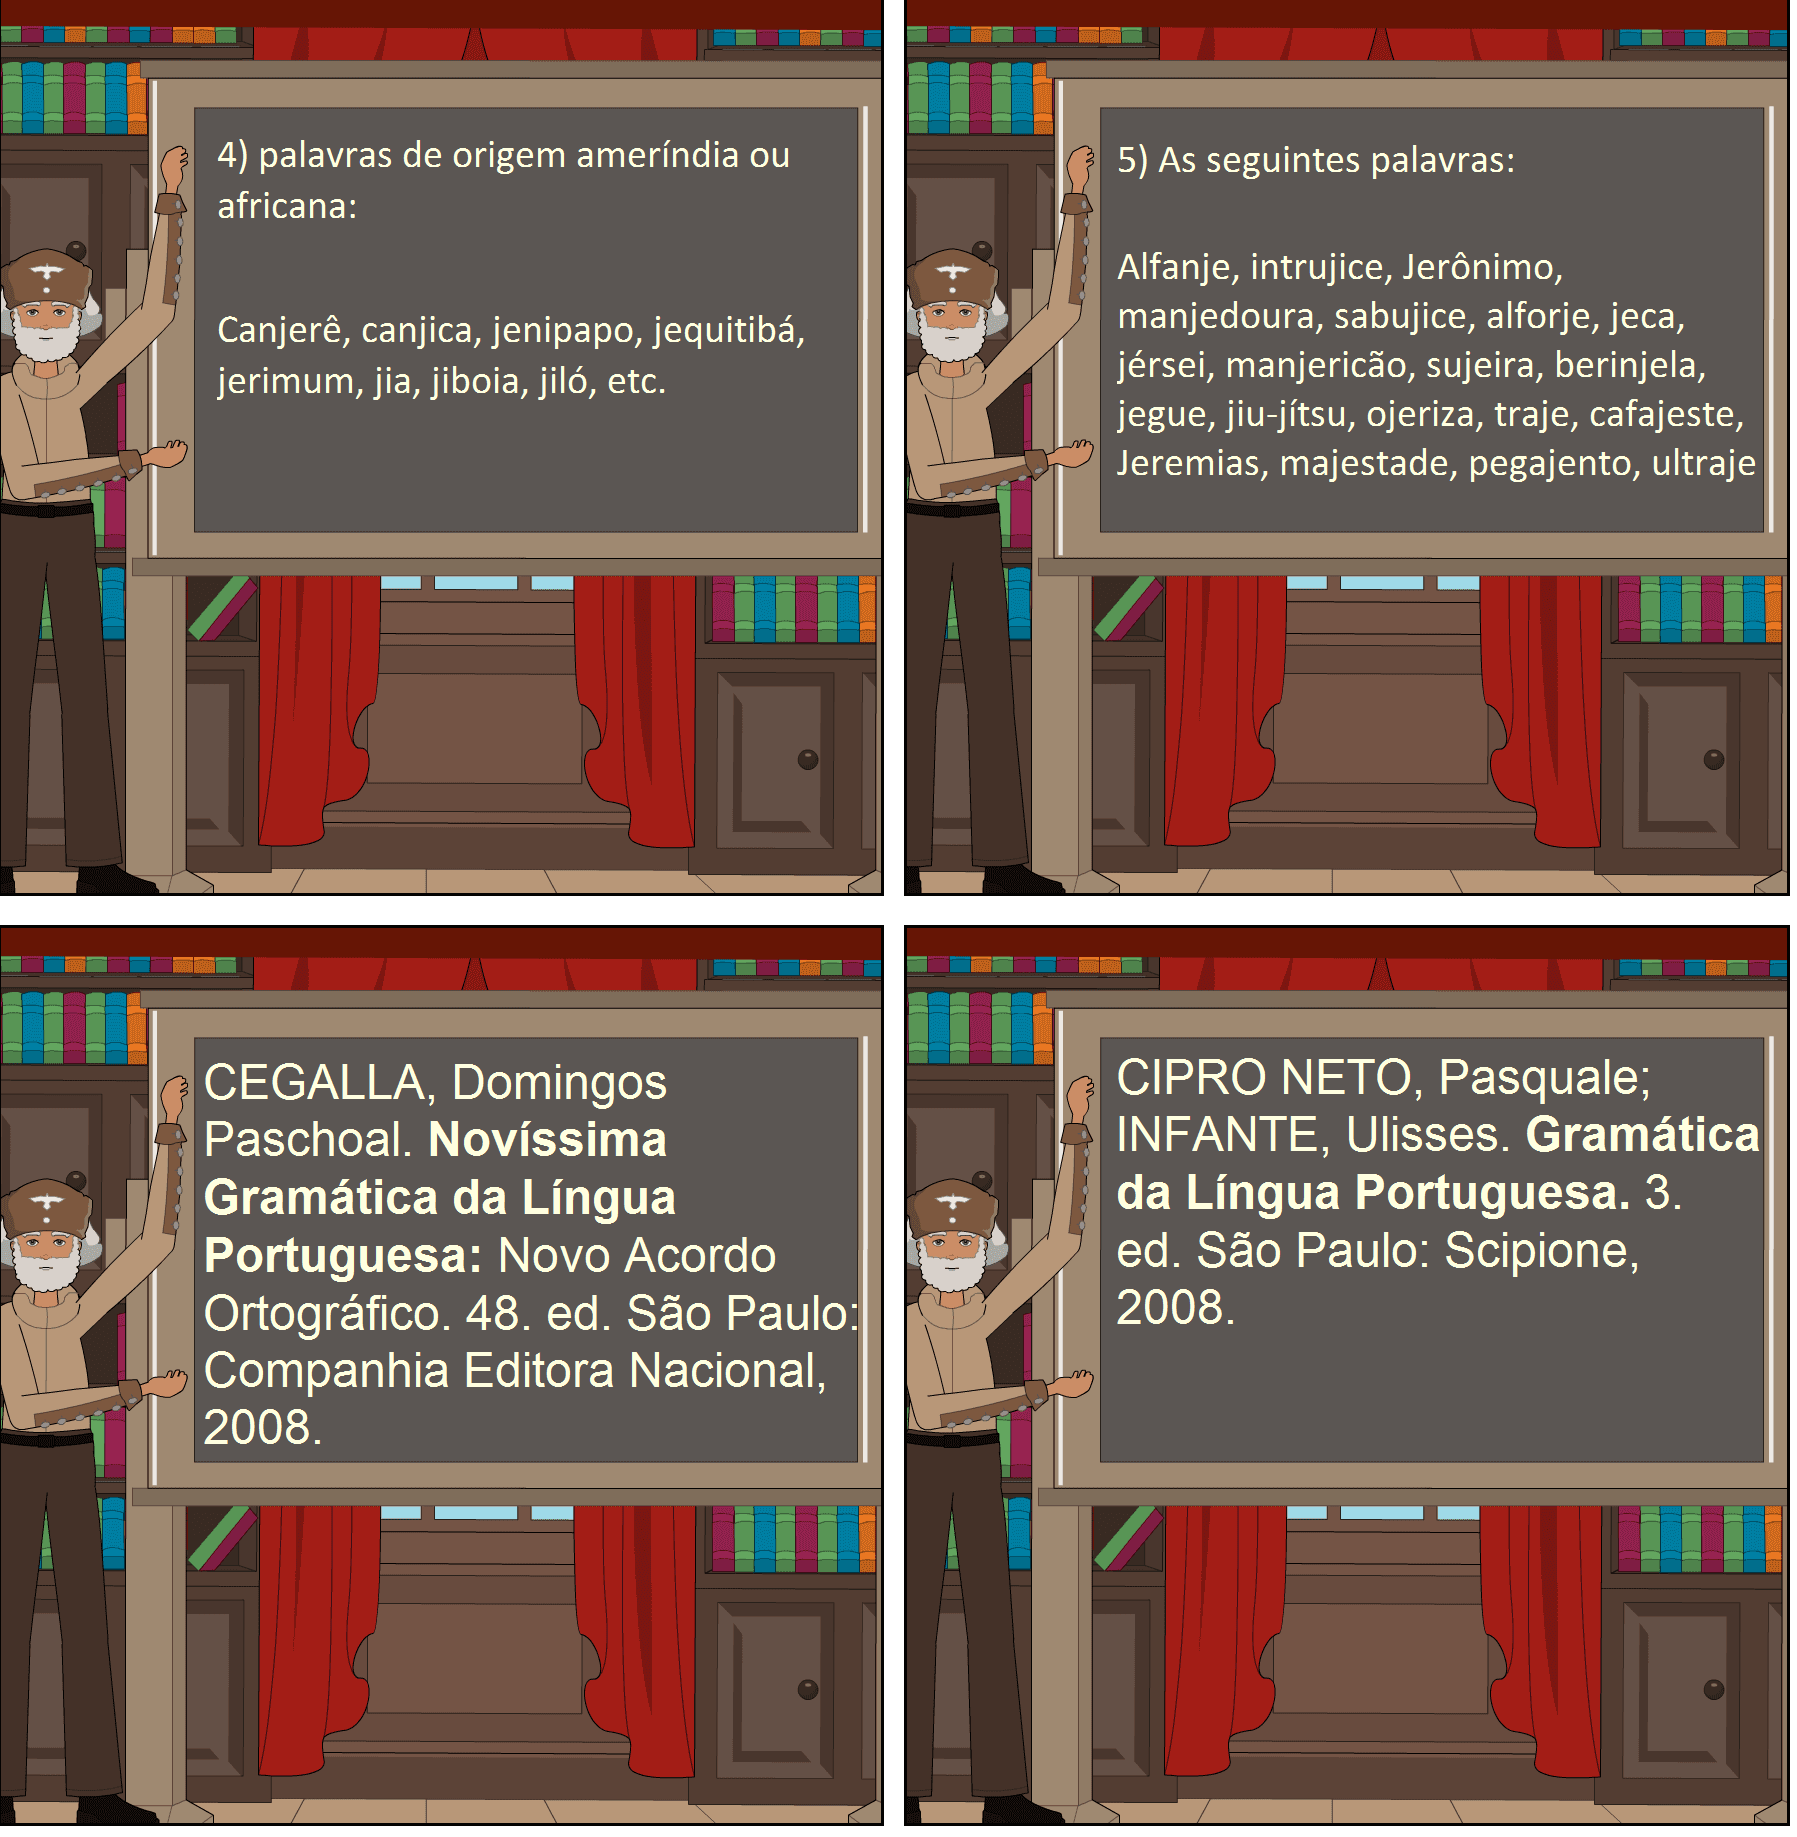 4) palavras de origem ameríndia ou
africana:
Canjerê, canjica, jenipapo, jequitibá,
jerimum, jia, jiboia, jiló, etc.
5) As seguintes palavras:
Alfanje, intrujice, Jerônimo,
manjedoura, sabujice, alforje, jeca,
jérsei, manjericão, sujeira, berinjela,
jegue, jiu-jítsu, ojeriza, traje, cafajeste,
Jeremias, majestade, pegajento, ultraje
CEGALLA, Domingos
Paschoal. Novíssima
Gramática da Língua
Portuguesa: Novo Acordo
Ortográfico. 48. ed. São Paulo:
Companhia Editora Nacional,
2008.
CIPRO NETO, Pasquale;
INFANTE, Ulisses. Gramática
da Língua Portuguesa. 3.
ed. São Paulo: Scipione,
2008.